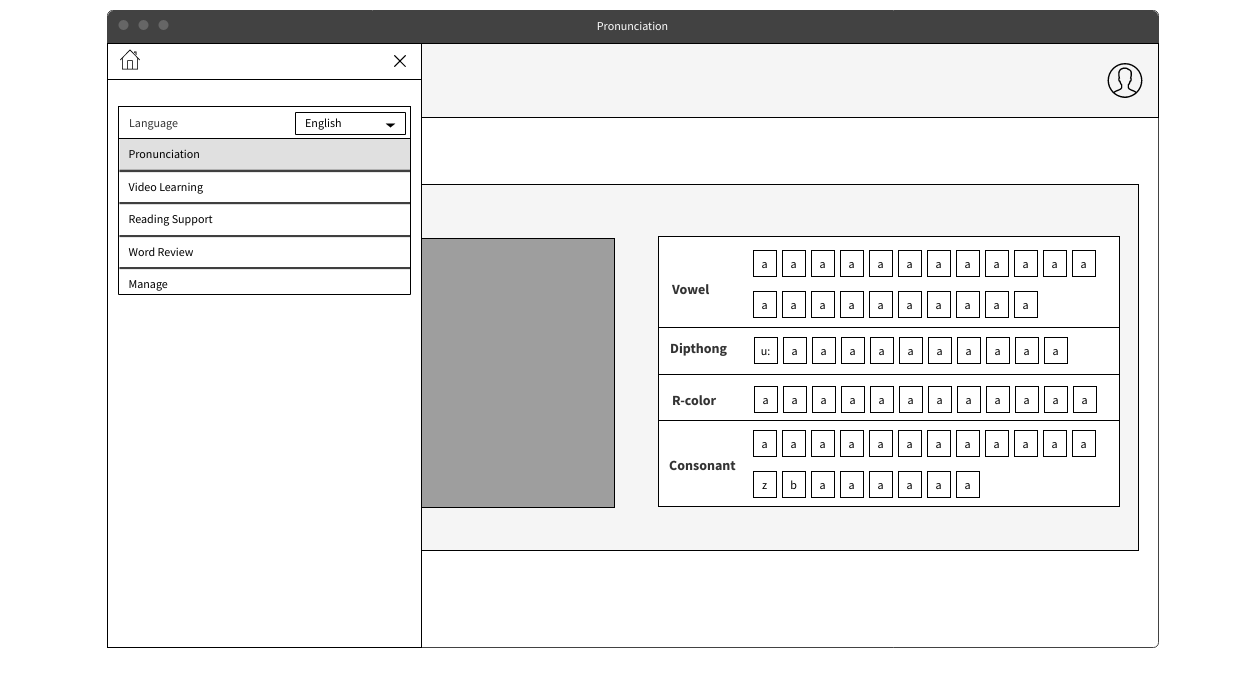 Pronunciation
Language English
Pronunciation
Video Learning
Reading Support
Word Review
Manage
Vowel
a a a a a a a a a a a a
a a a a a a a a a a
Dipthong
u: a a a a a a a a a a
R-color
a a a a a a a a a a a a
Consonant
a a a a a a a a a a a a
z b a a a a a a